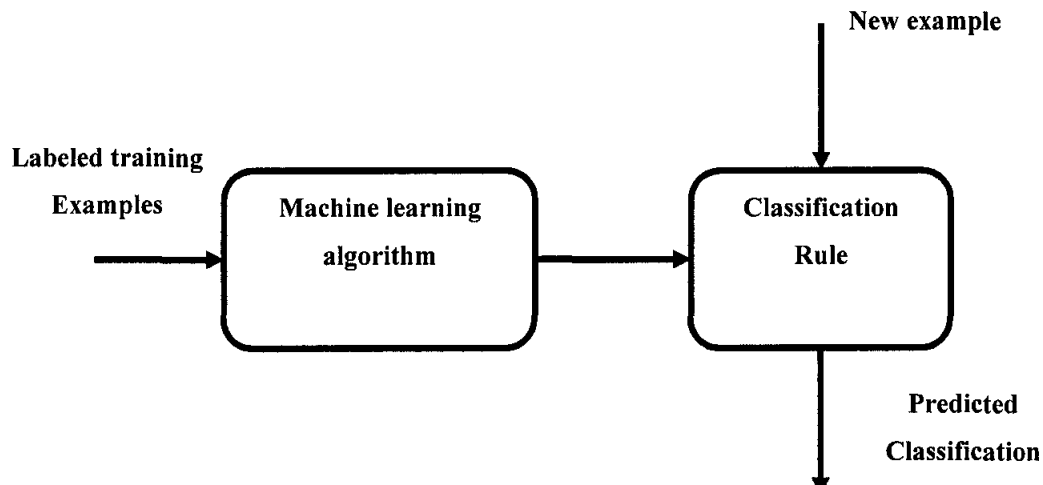 New example
Labeled training
Examples
Machine learning
algorithm
Classification
Rule
Predicted
Classification